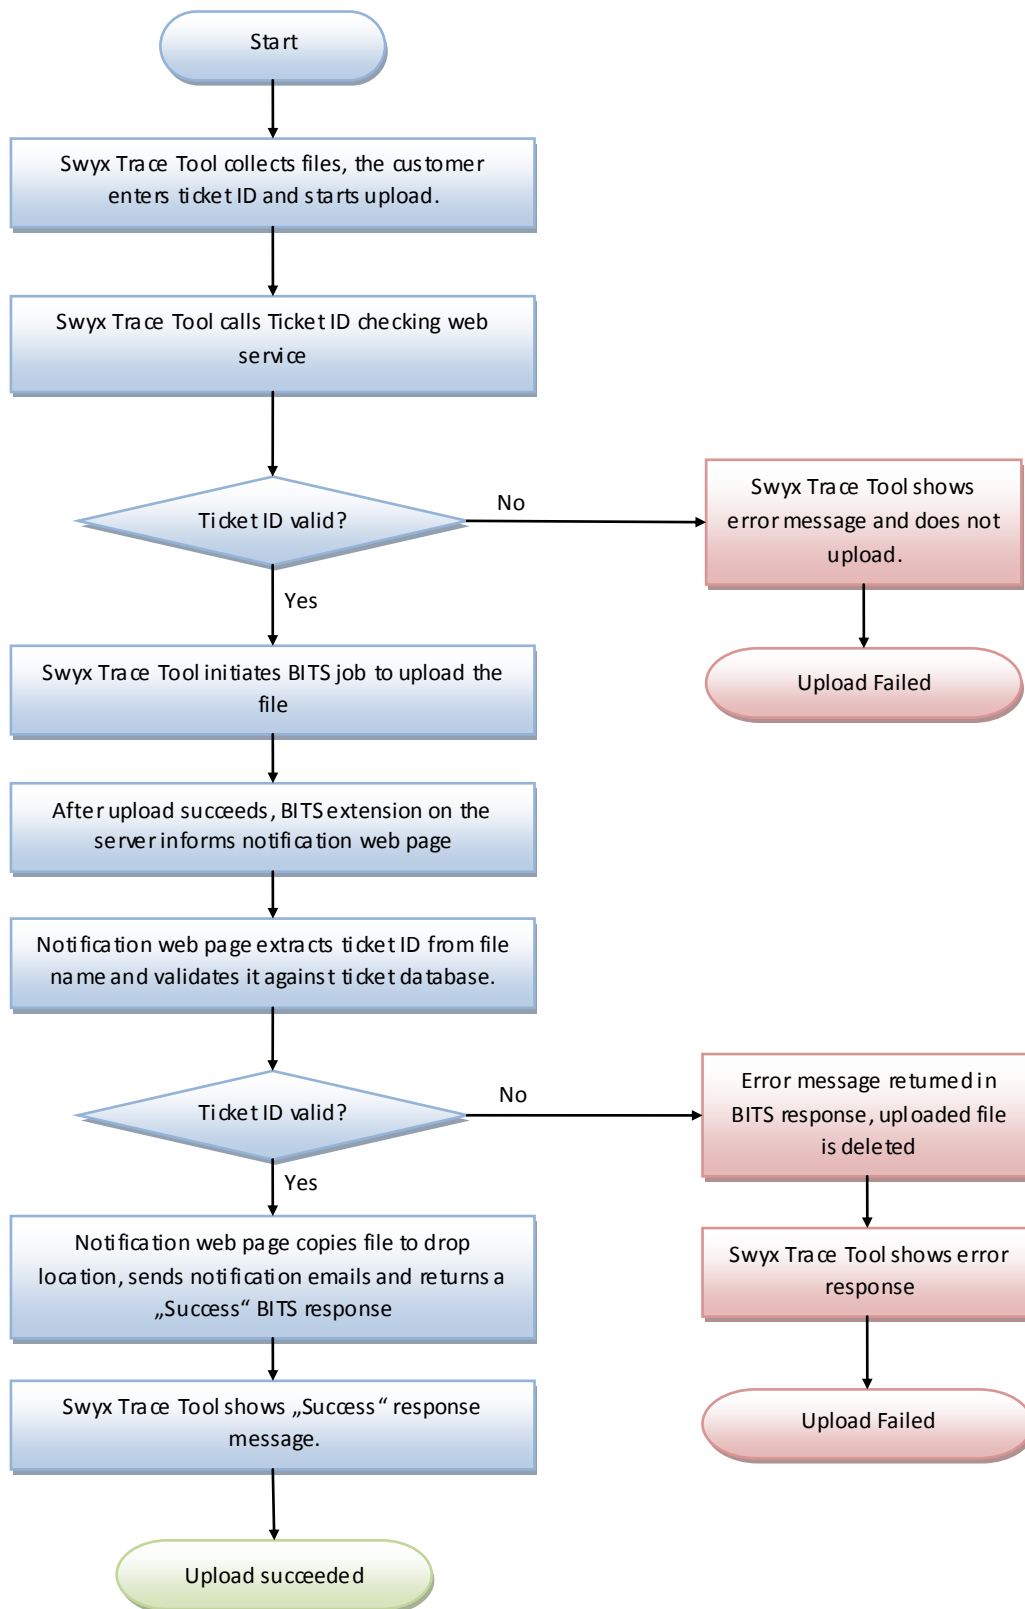 Start
Swyx Trace Tool collects files, the customer
enters ticket ID and starts upload.
Swyx Trace Tool calls Ticket ID checking web
service
Ticket ID valid?
No
Swyx Trace Tool shows
error message and does not
upload.
Yes
Upload Failed
Swyx Trace Tool initiates BITS job to upload the
file
After upload succeeds, BITS extension on the
server informs notification web page
Notification web page extracts ticket ID from file
name and validates it against ticket database.
Ticket ID valid?
No
Error message returned in
BITS response, uploaded file
is deleted
Yes
Notification web page copies file to drop
location, sends notification emails and returns a
„Success“ BITS response
Swyx Trace Tool shows error
response
Swyx Trace Tool shows „Success“ response
message.
Upload Failed
Upload succeeded